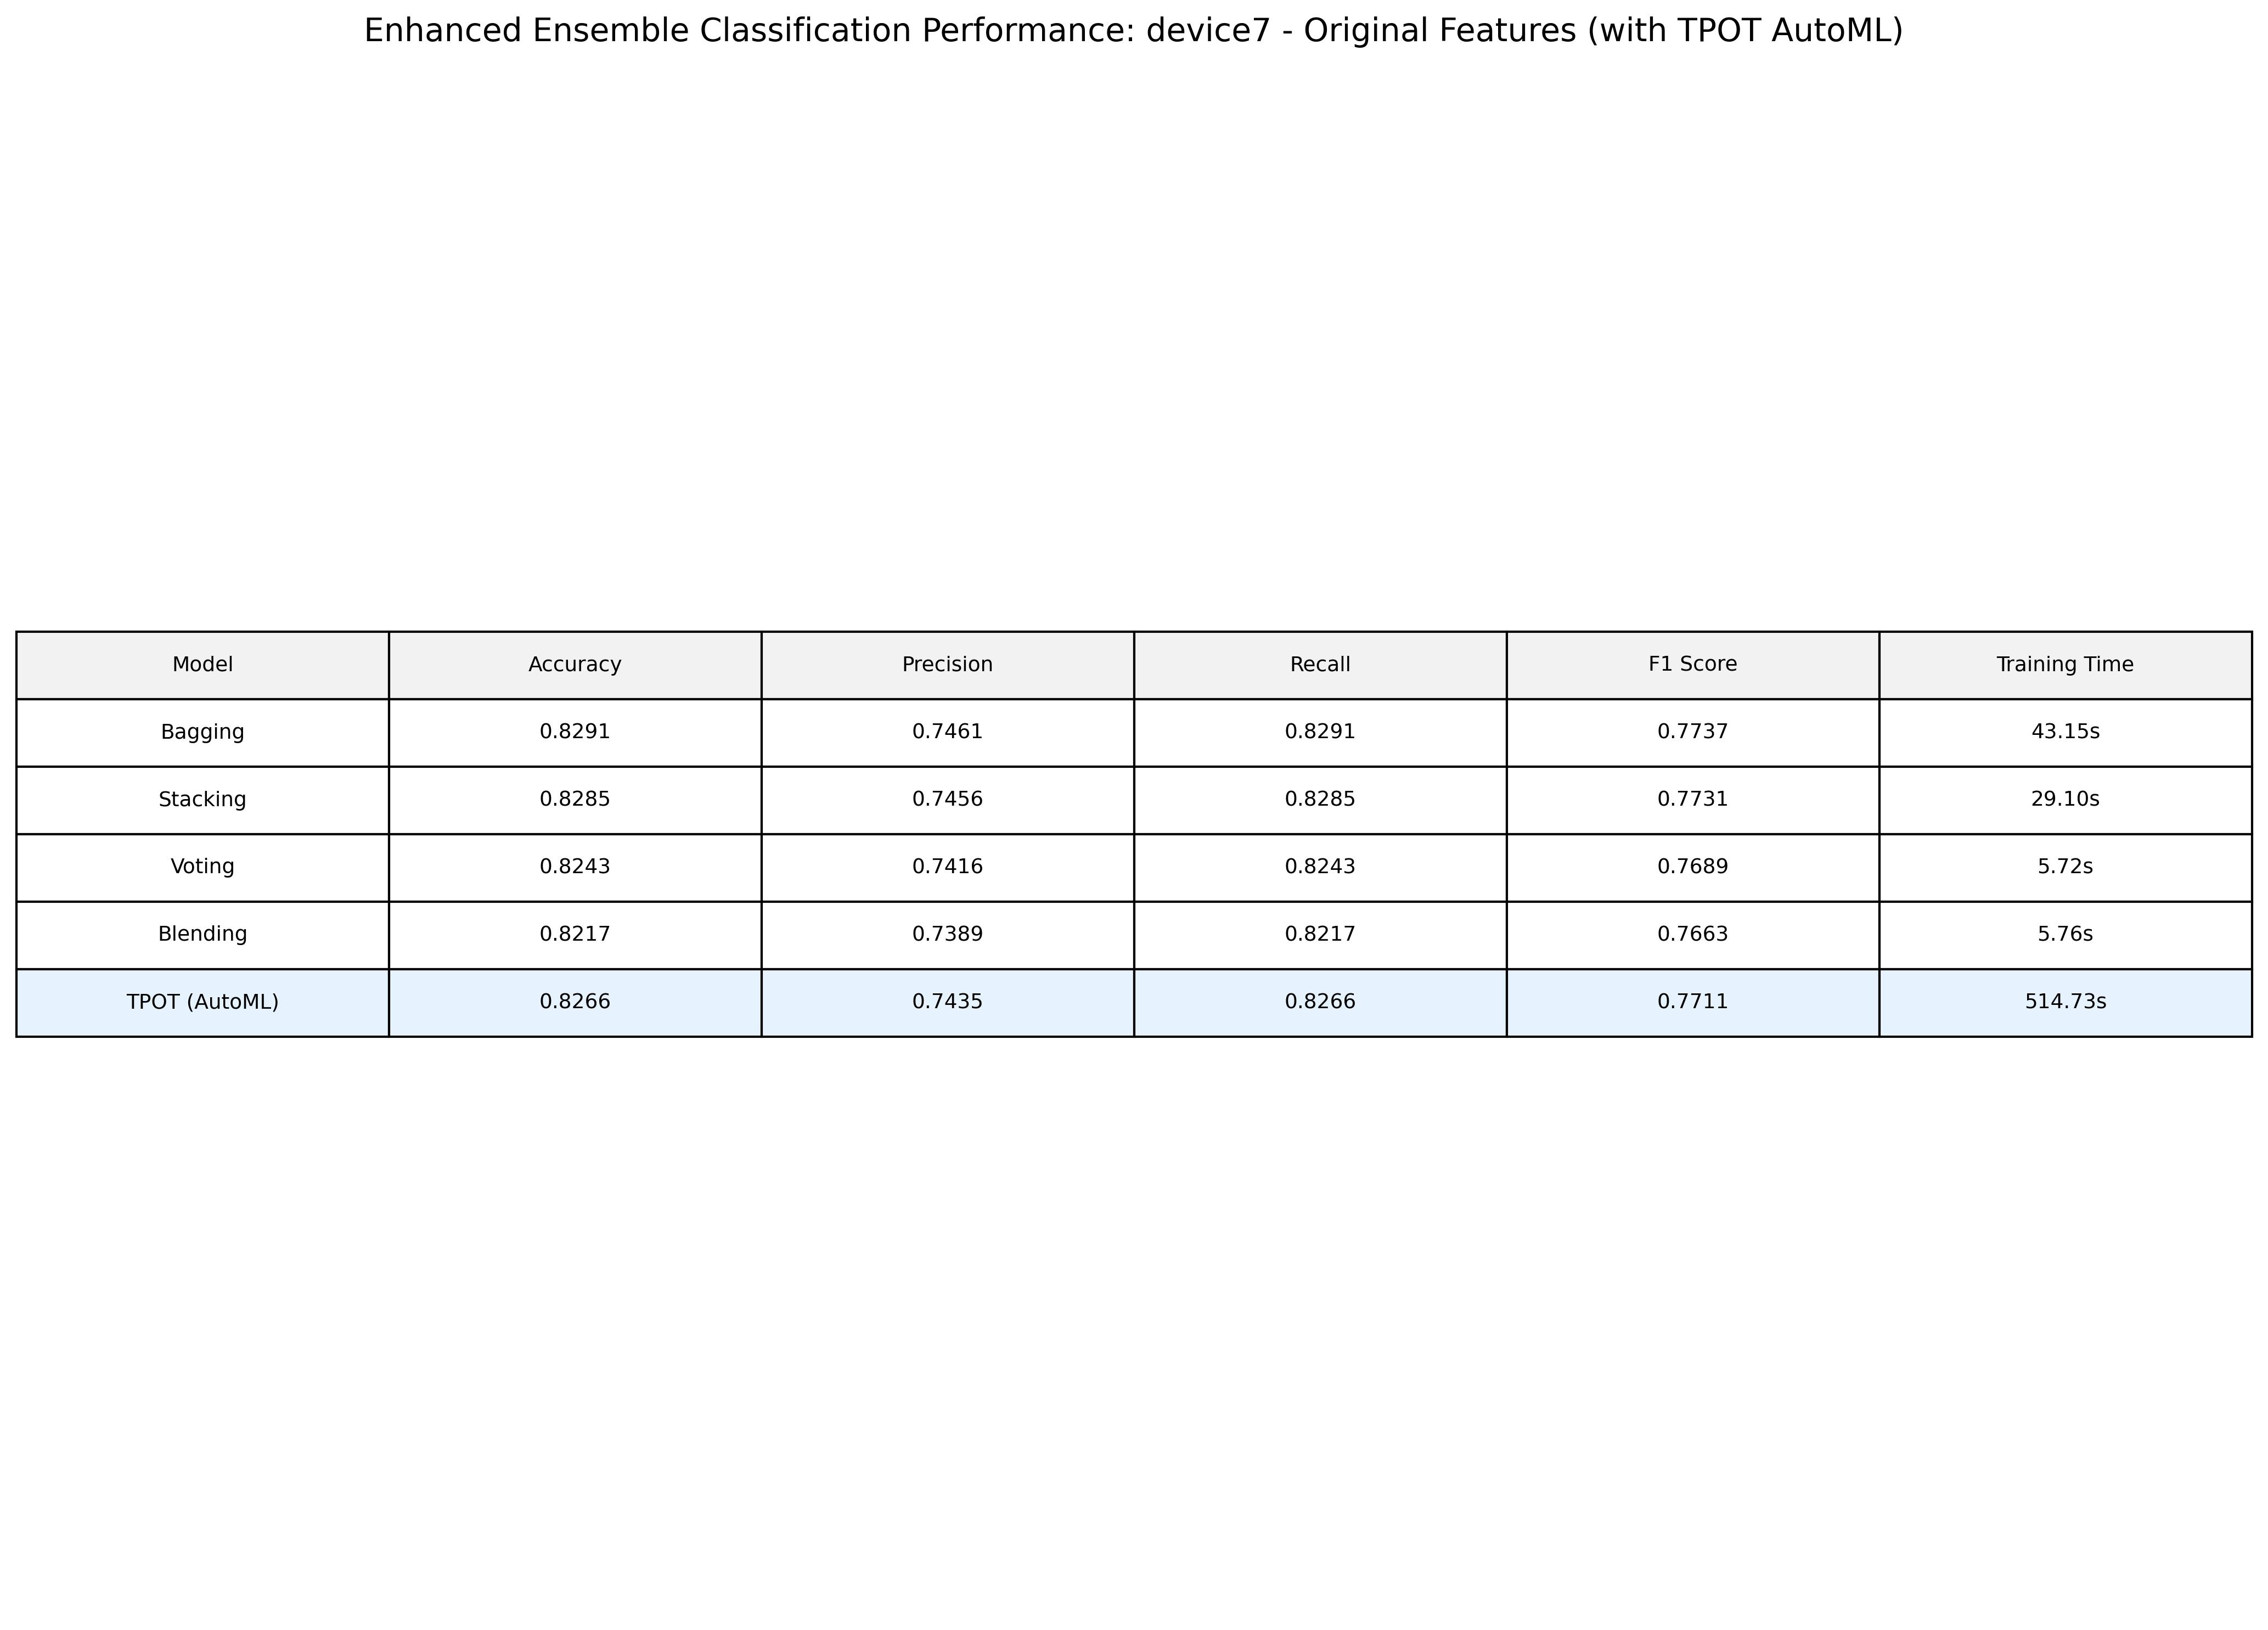 Enhanced Ensemble Classification Performance: device7 - Original Features (with TPOT AutoML)
Model Accuracy Precision Recall F1 Score Training Time
Bagging 0.8291 0.7461 0.8291 0.7737 43.15s
Stacking 0.8285 0.7456 0.8285 0.7731 29.10s
Voting 0.8243 0.7416 0.8243 0.7689 5.72s
Blending 0.8217 0.7389 0.8217 0.7663 5.76s
TPOT (AutoML) 0.8266 0.7435 0.8266 0.7711 514.73s